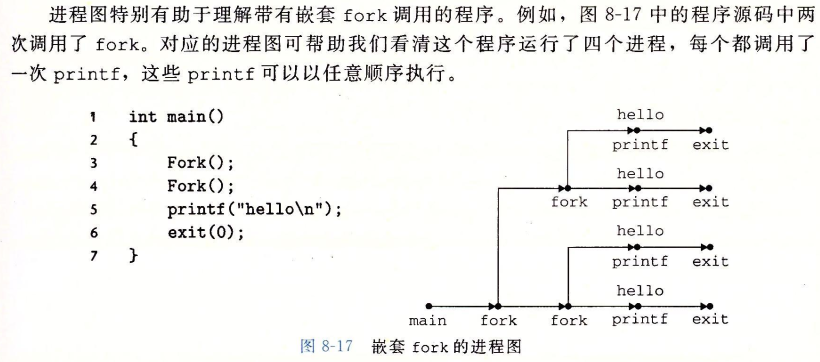 进程图特别有助于理解带有嵌套 fork 调用的程序。例如，图 8-17 中的程序源码中两
次调用了 fork。对应的进程图可帮助我们看清这个程序运行了四个进程，每个都调用了
一次 printf，这些 printf 可以以任意顺序执行。
1 int main()
2 {
3 Fork();
4 Fork();
5 printf("hello\n");
6 exit(0);
7 }
hello
printf exit
hello
fork printf exit
hello
printf exit
hello
main fork fork printf exit
图 8-17 嵌套 fork 的进程图